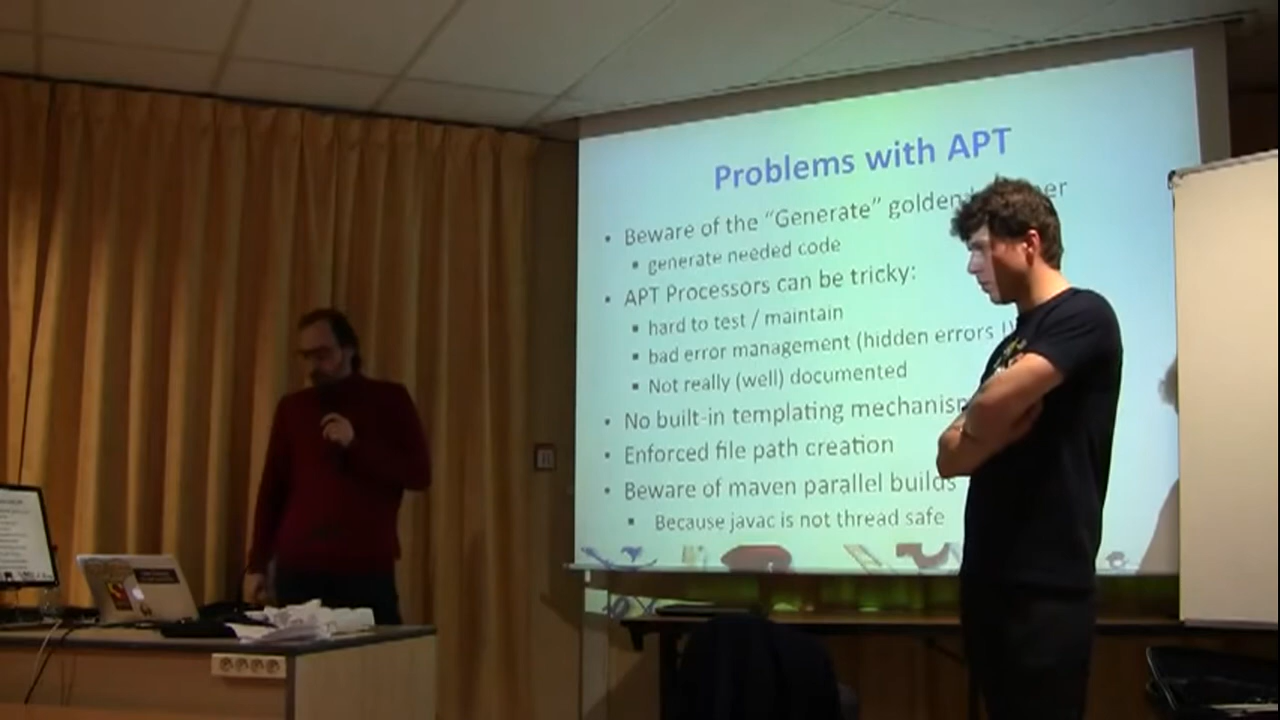 Problems with APT
• Beware of the “Generate” golden
▪ generate needed code
• APT Processors can be tricky:
▪ hard to test / maintain
▪ bad error management (hidden errors !)
▪ Not really (well) documented
• No built-in templating mechanism
• Enforced file path creation
• Beware of maven parallel builds
▪ Because javac is not thread safe